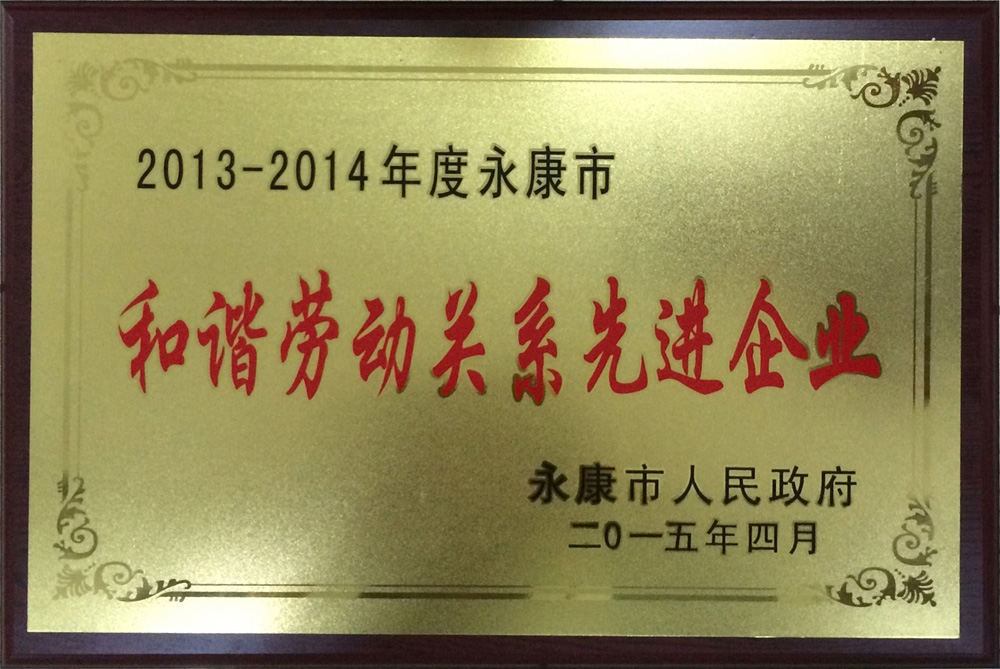 2013-2014年度永康市
和谐劳动关系先进企业
永康市人民政府
二0一五年四月